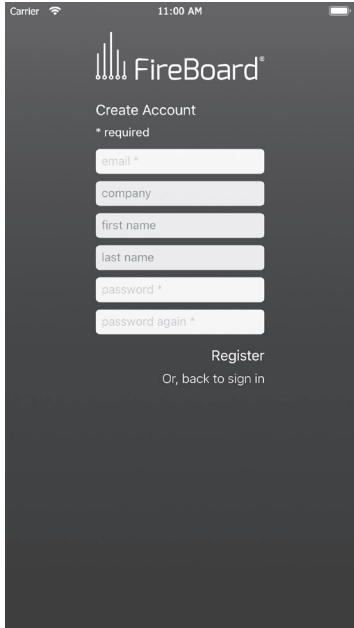 Carrier 11:00 AM
FireBoard®
Create Account
* required
email *
company
first name
last name
password *
password again *
Register
Or, back to sign in